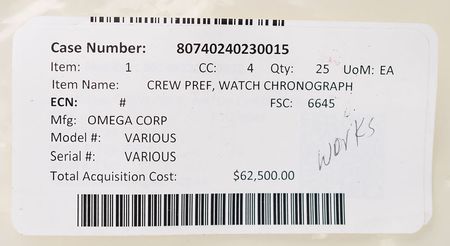 Case Number: 80740240230015
Item: 1 CC: 4 Qty: 25 UoM: EA
Item Name: CREW PREF, WATCH CHRONOGRAPH
ECN: # FSC: 6645
Mfg: OMEGA CORP
Model #: VARIOUS
Serial #: VARIOUS
works
Total Acquisition Cost: $62,500.00